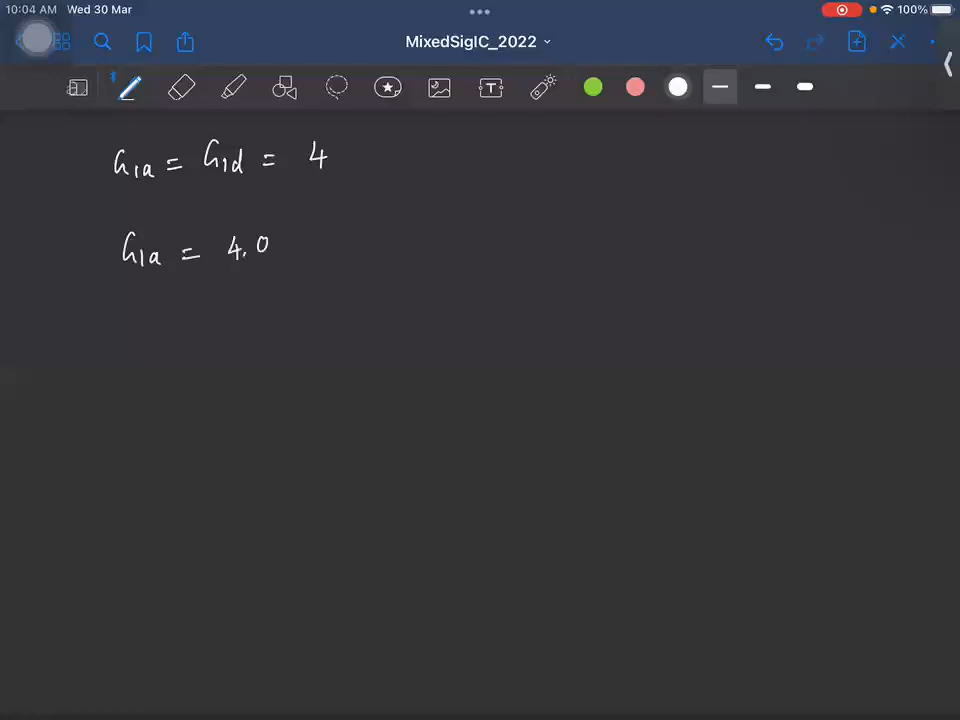 10:04 AM Wed 30 Mar
100%
MixedSigIC_2022
T
G1a = G1d = 4
G1a = 4.0